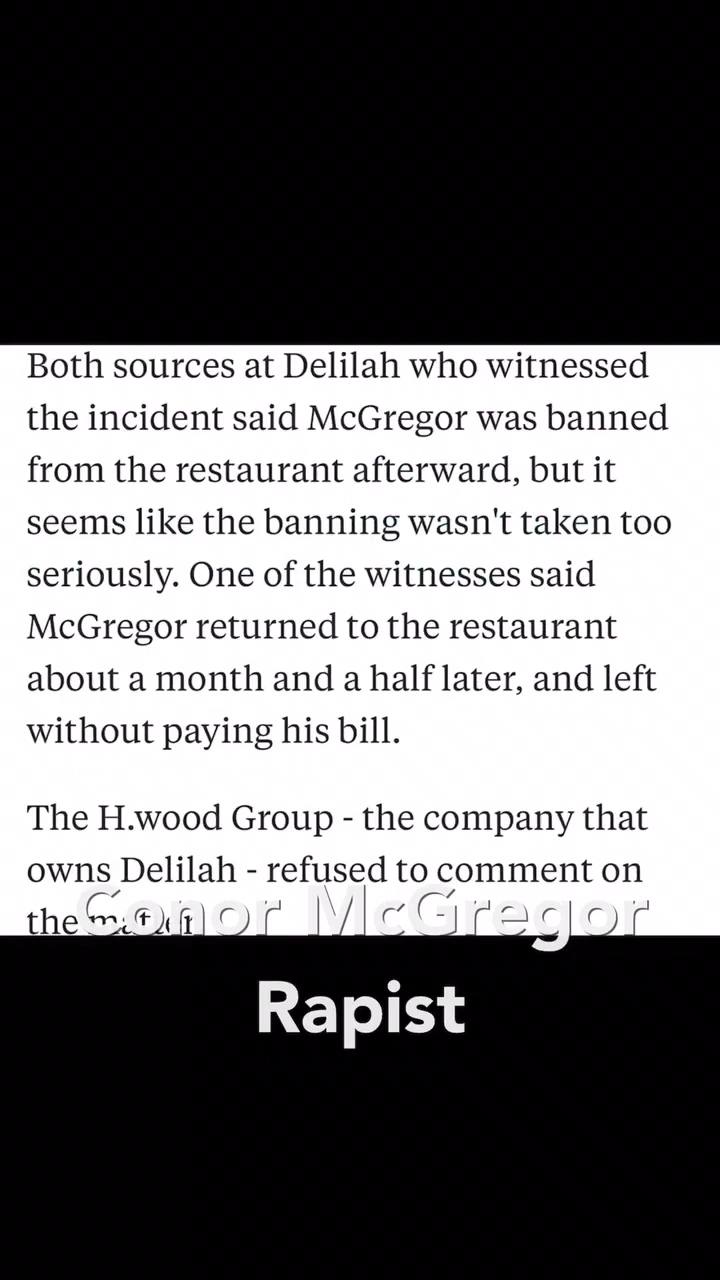 Both sources at Delilah who witnessed
the incident said McGregor was banned
from the restaurant afterward, but it
seems like the banning wasn't taken too
seriously. One of the witnesses said
McGregor returned to the restaurant
about a month and a half later, and left
without paying his bill.
The H.wood Group - the company that
owns Delilah - refused to comment on
the matter
Conor McGregor
Rapist